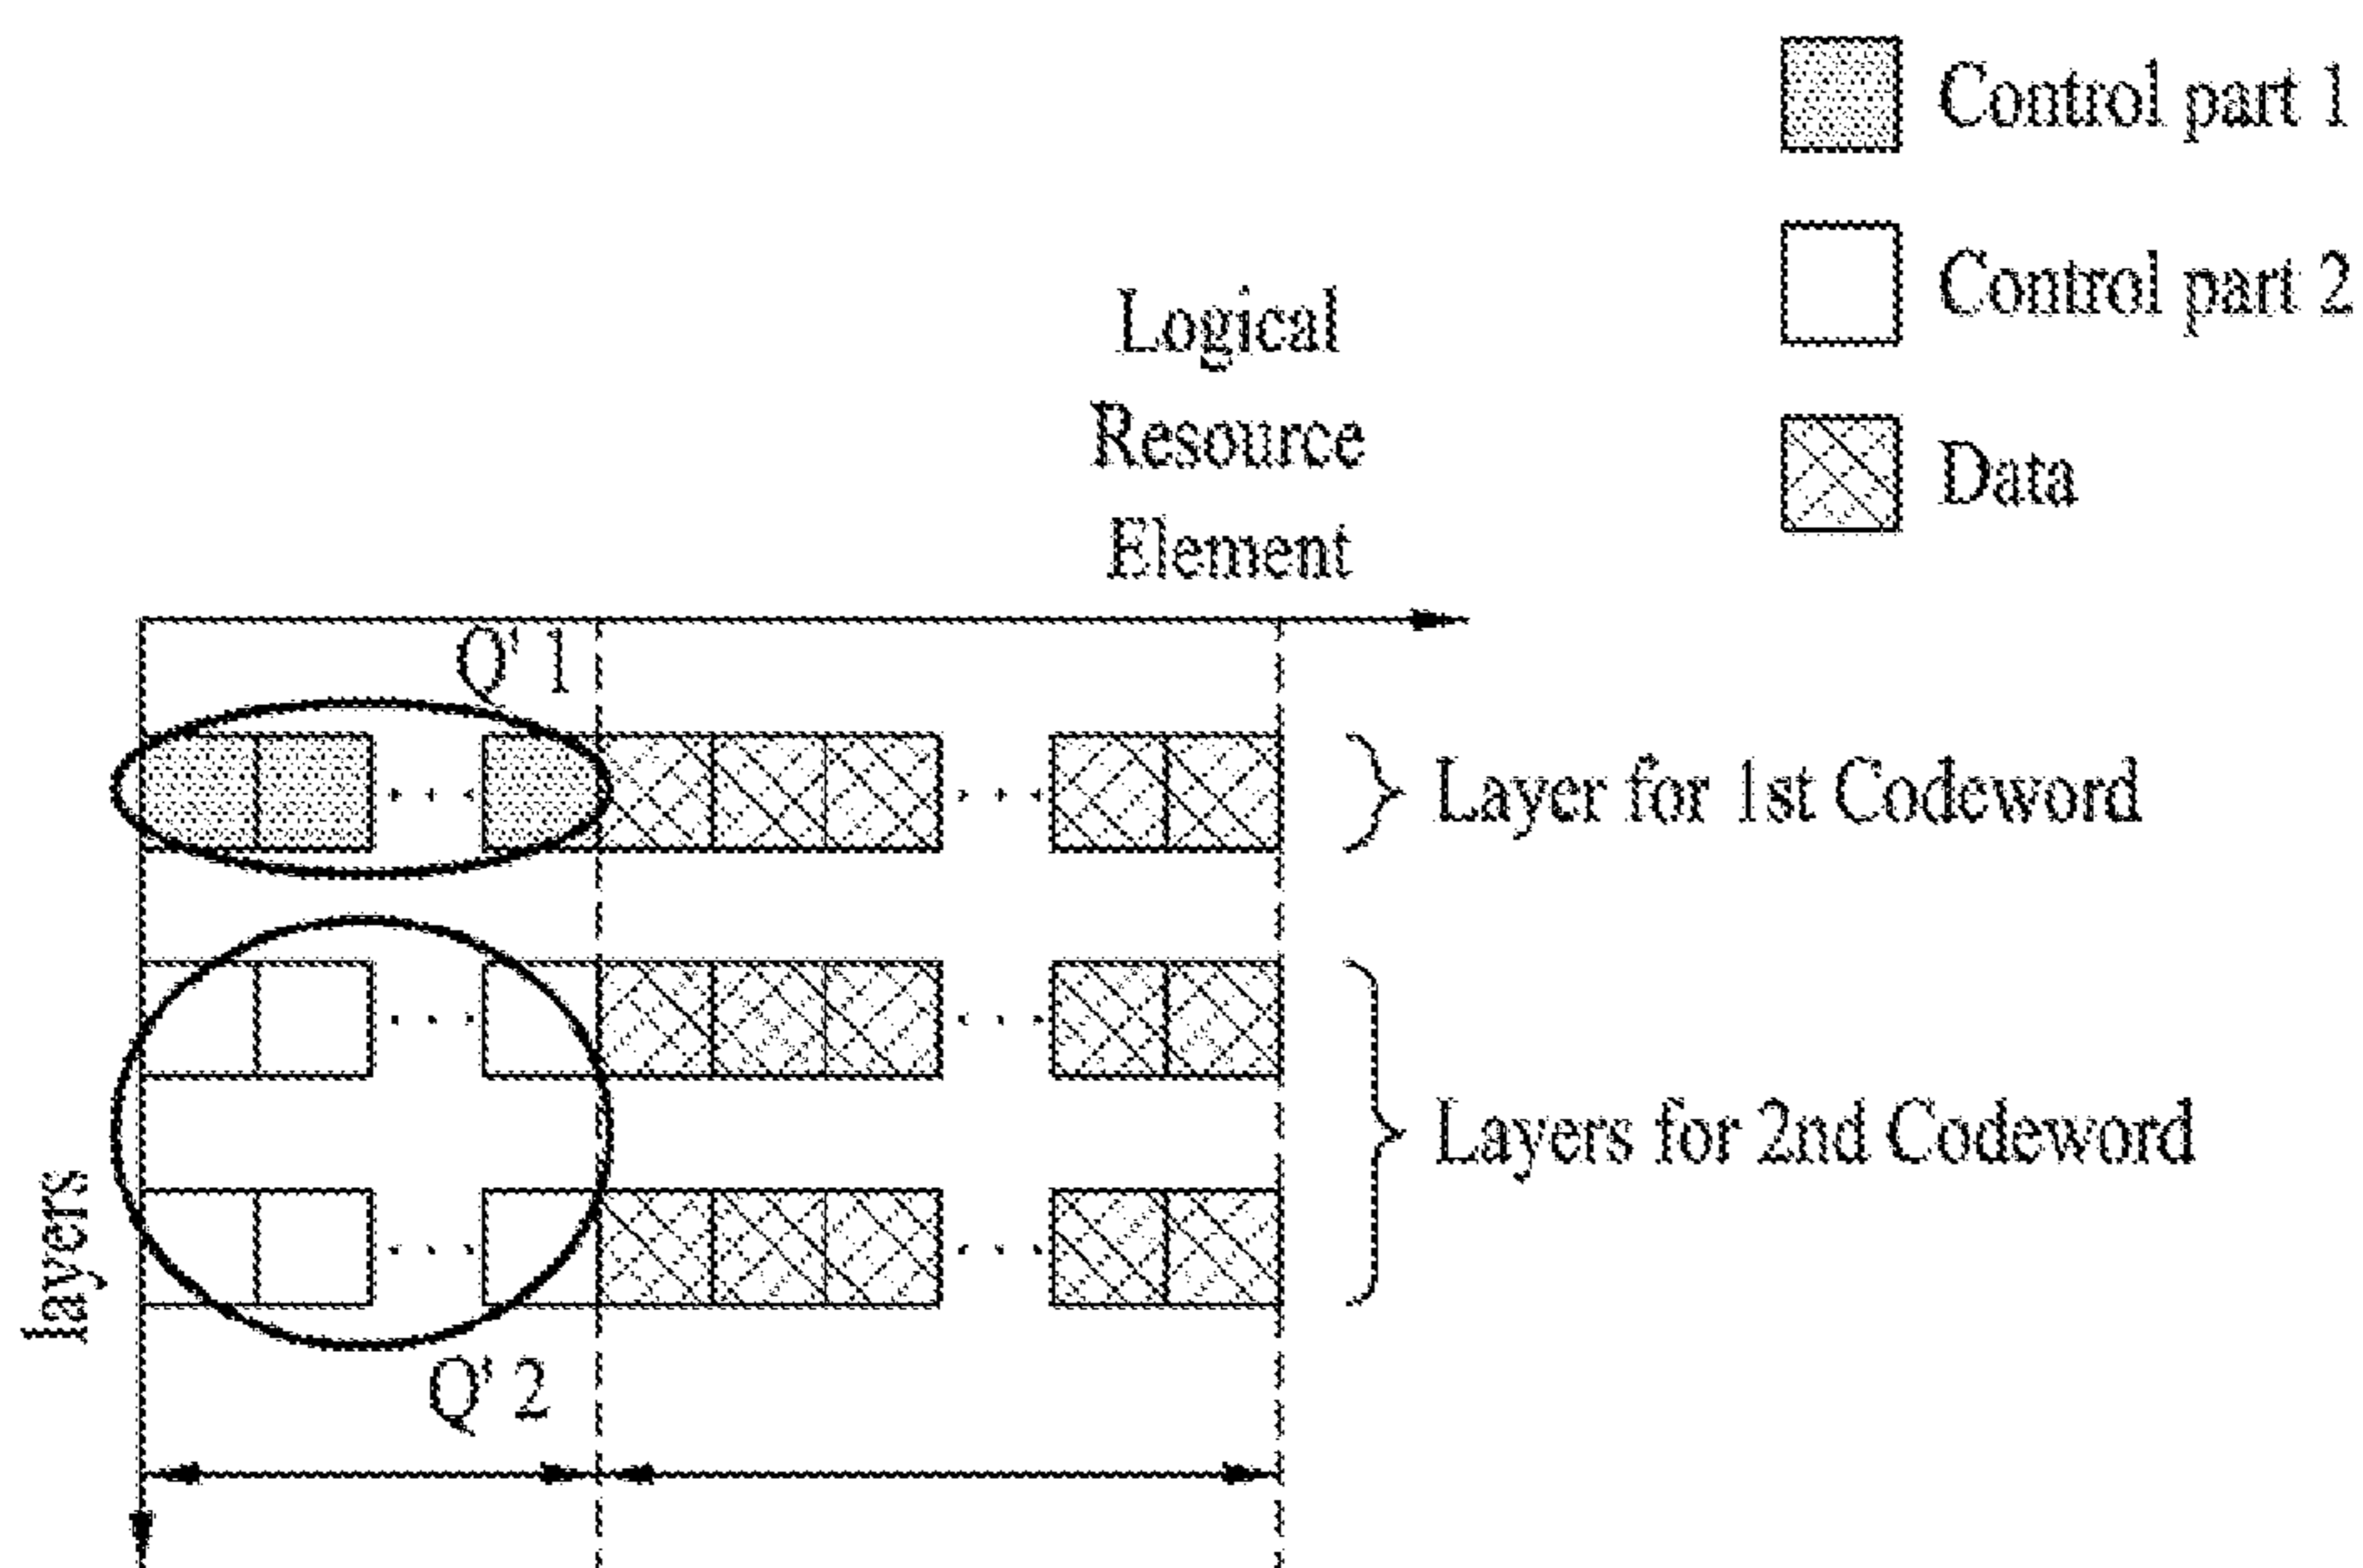 Control part 1
Control part 2
Data
Logical
Resource
Element
Q' 1
Layer for 1st Codeword
Layers for 2nd Codeword
layers
Q' 2